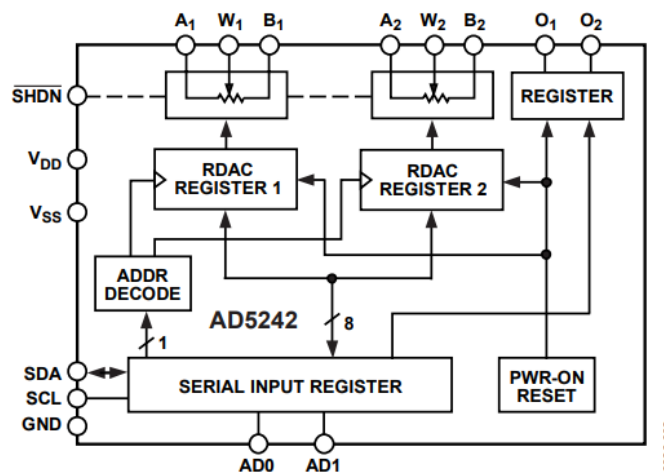 A1 W1 B1 A2 W2 B2 O1 O2
SHDN
REGISTER
VDD
RDAC
REGISTER 1
RDAC
REGISTER 2
VSS
ADDR
DECODE
AD5242
8
1
SDA
SERIAL INPUT REGISTER
PWR-ON
RESET
SCL
GND
AD0 AD1